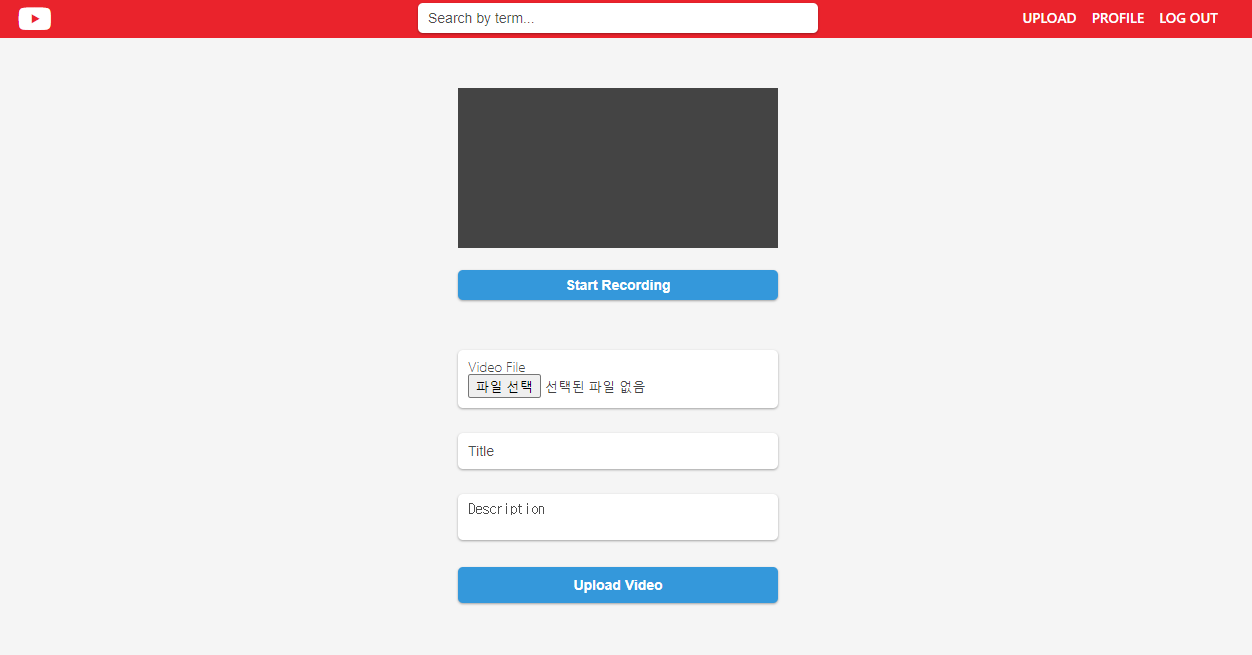 Search by term...
UPLOAD PROFILE LOG OUT
Start Recording
Video File
파일 선택 선택된 파일 없음
Title
Description
Upload Video